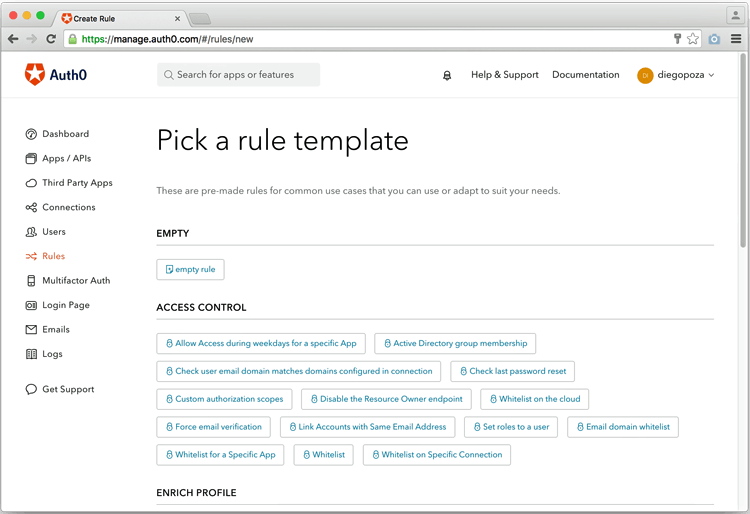 Create Rule
https://manage.auth0.com/#/rules/new
Auth0
Search for apps or features
Help & Support
Documentation
DI
diegopoza
Dashboard
Apps / APIs
Third Party Apps
Connections
Users
Rules
Multifactor Auth
Login Page
Emails
Logs
Get Support
Pick a rule template
These are pre-made rules for common use cases that you can use or adapt to suit your needs.
EMPTY
empty rule
ACCESS CONTROL
Allow Access during weekdays for a specific App
Active Directory group membership
Check user email domain matches domains configured in connection
Check last password reset
Custom authorization scopes
Disable the Resource Owner endpoint
Whitelist on the cloud
Force email verification
Link Accounts with Same Email Address
Set roles to a user
Email domain whitelist
Whitelist for a Specific App
Whitelist
Whitelist on Specific Connection
ENRICH PROFILE